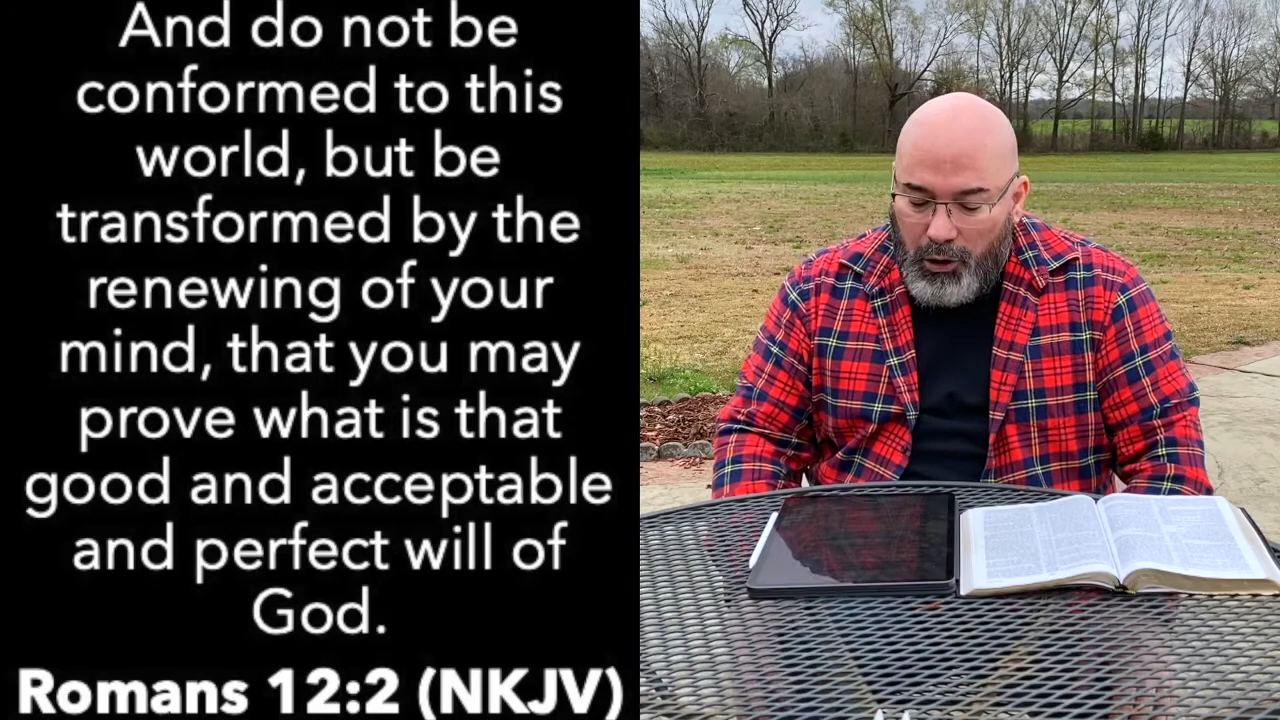 And do not be
conformed to this
world, but be
transformed by the
renewing of your
mind, that you may
prove what is that
good and acceptable
and perfect will of
God.
Romans 12:2 (NKJV)